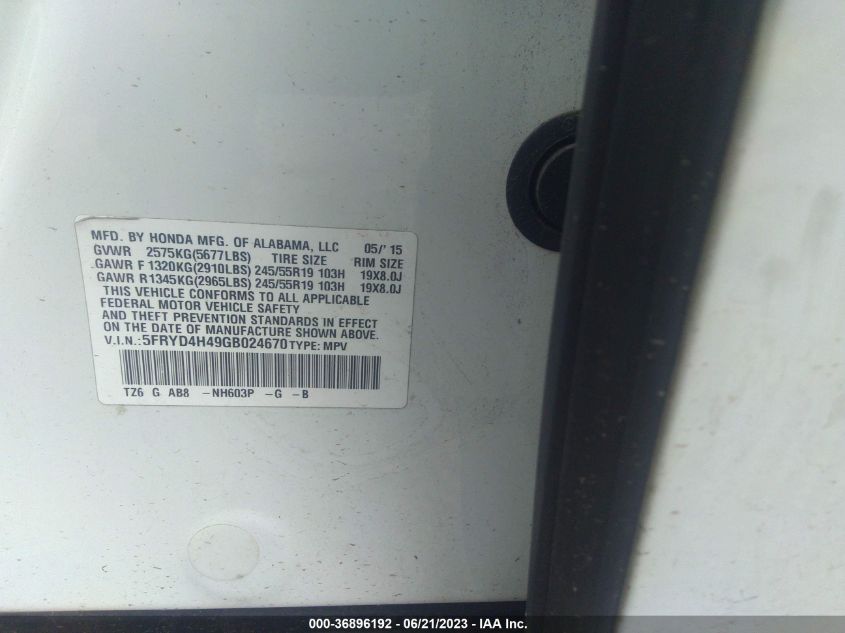 MFD. BY HONDA MFG. OF ALABAMA, LLC 05/' 15
GVWR 2575KG(5677LBS) TIRE SIZE RIM SIZE
GAWR F 1320KG(2910LBS) 245/55R19 103H 19X8.0J
GAWR R1345KG(2965LBS) 245/55R19 103H 19X8.0J
THIS VEHICLE CONFORMS TO ALL APPLICABLE
FEDERAL MOTOR VEHICLE SAFETY
AND THEFT PREVENTION STANDARDS IN EFFECT
ON THE DATE OF MANUFACTURE SHOWN ABOVE.
V.I.N.:5FRYD4H49GB024670 TYPE: MPV
TZ6 G AB8 -NH603P -G -B
000-36896192 - 06/21/2023 - IAA Inc.